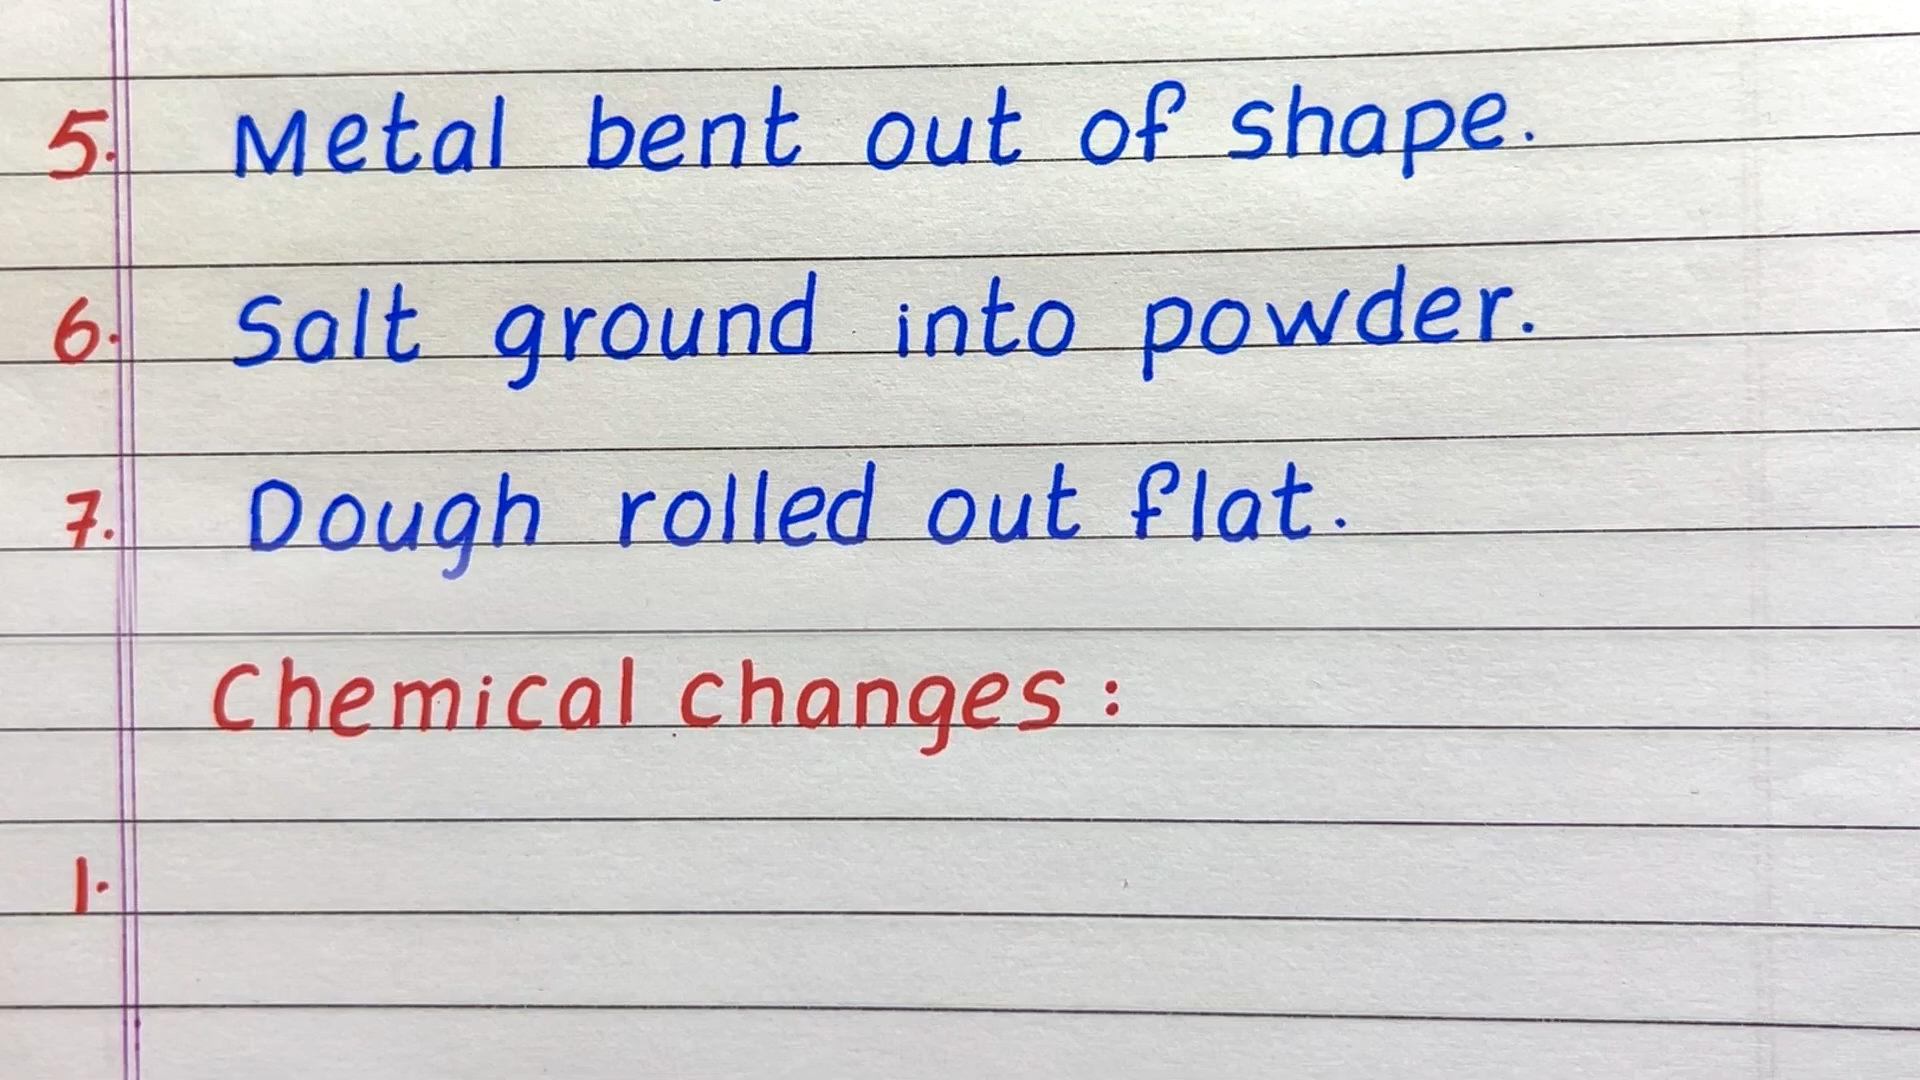 5. Metal bent out of shape.
6. Salt ground into powder.
7. Dough rolled out flat.
Chemical changes :
1.